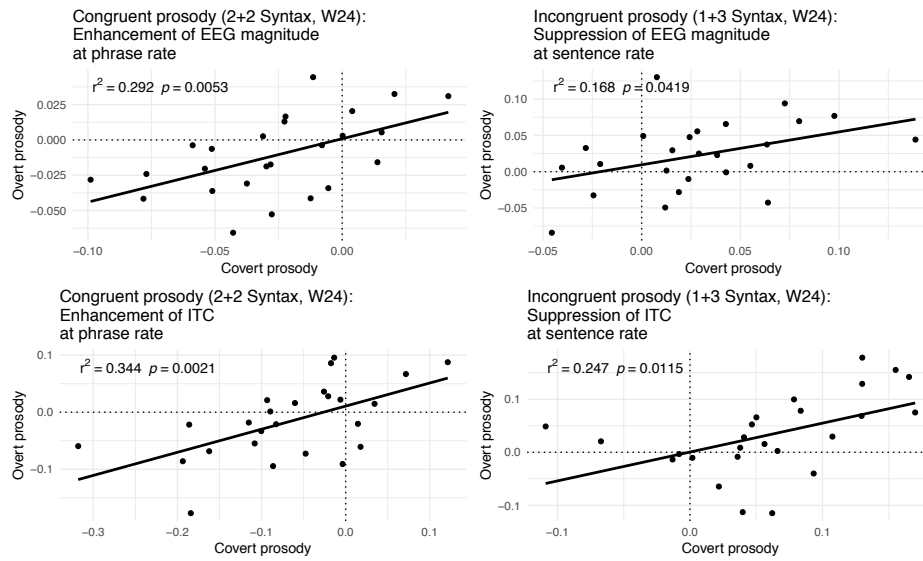 Congruent prosody (2+2 Syntax, W24):
Enhancement of EEG magnitude
at phrase rate
r² = 0.292 p = 0.0053
0.025
0.000
−0.025
−0.050
Overt prosody
−0.10
−0.05
0.00
Covert prosody
Incongruent prosody (1+3 Syntax, W24):
Suppression of EEG magnitude
at sentence rate
r² = 0.168 p = 0.0419
0.10
0.05
0.00
−0.05
Overt prosody
−0.05
0.00
0.05
0.10
Covert prosody
Congruent prosody (2+2 Syntax, W24):
Enhancement of ITC
at phrase rate
r² = 0.344 p = 0.0021
0.1
0.0
−0.1
Overt prosody
−0.3
−0.2
−0.1
0.0
0.1
Covert prosody
Incongruent prosody (1+3 Syntax, W24):
Suppression of ITC
at sentence rate
r² = 0.247 p = 0.0115
0.1
0.0
−0.1
Overt prosody
−0.1
0.0
0.1
Covert prosody